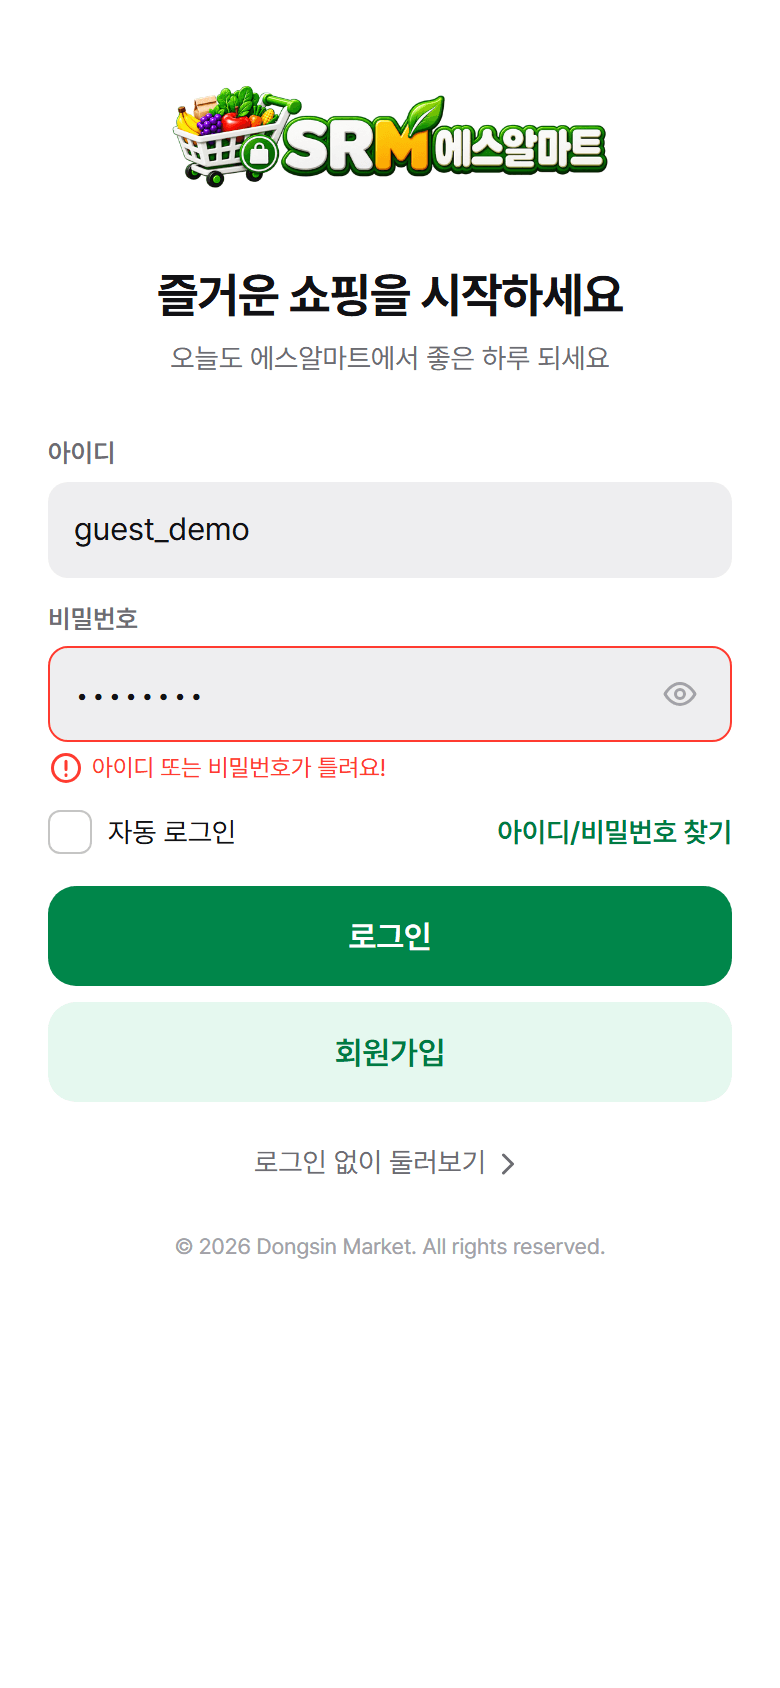 SRM 에스알마트
즐거운 쇼핑을 시작하세요
오늘도 에스알마트에서 좋은 하루 되세요
아이디
guest_demo
비밀번호
••••••••
아이디 또는 비밀번호가 틀려요!
자동 로그인
아이디/비밀번호 찾기
로그인
회원가입
로그인 없이 둘러보기
© 2026 Dongsin Market. All rights reserved.